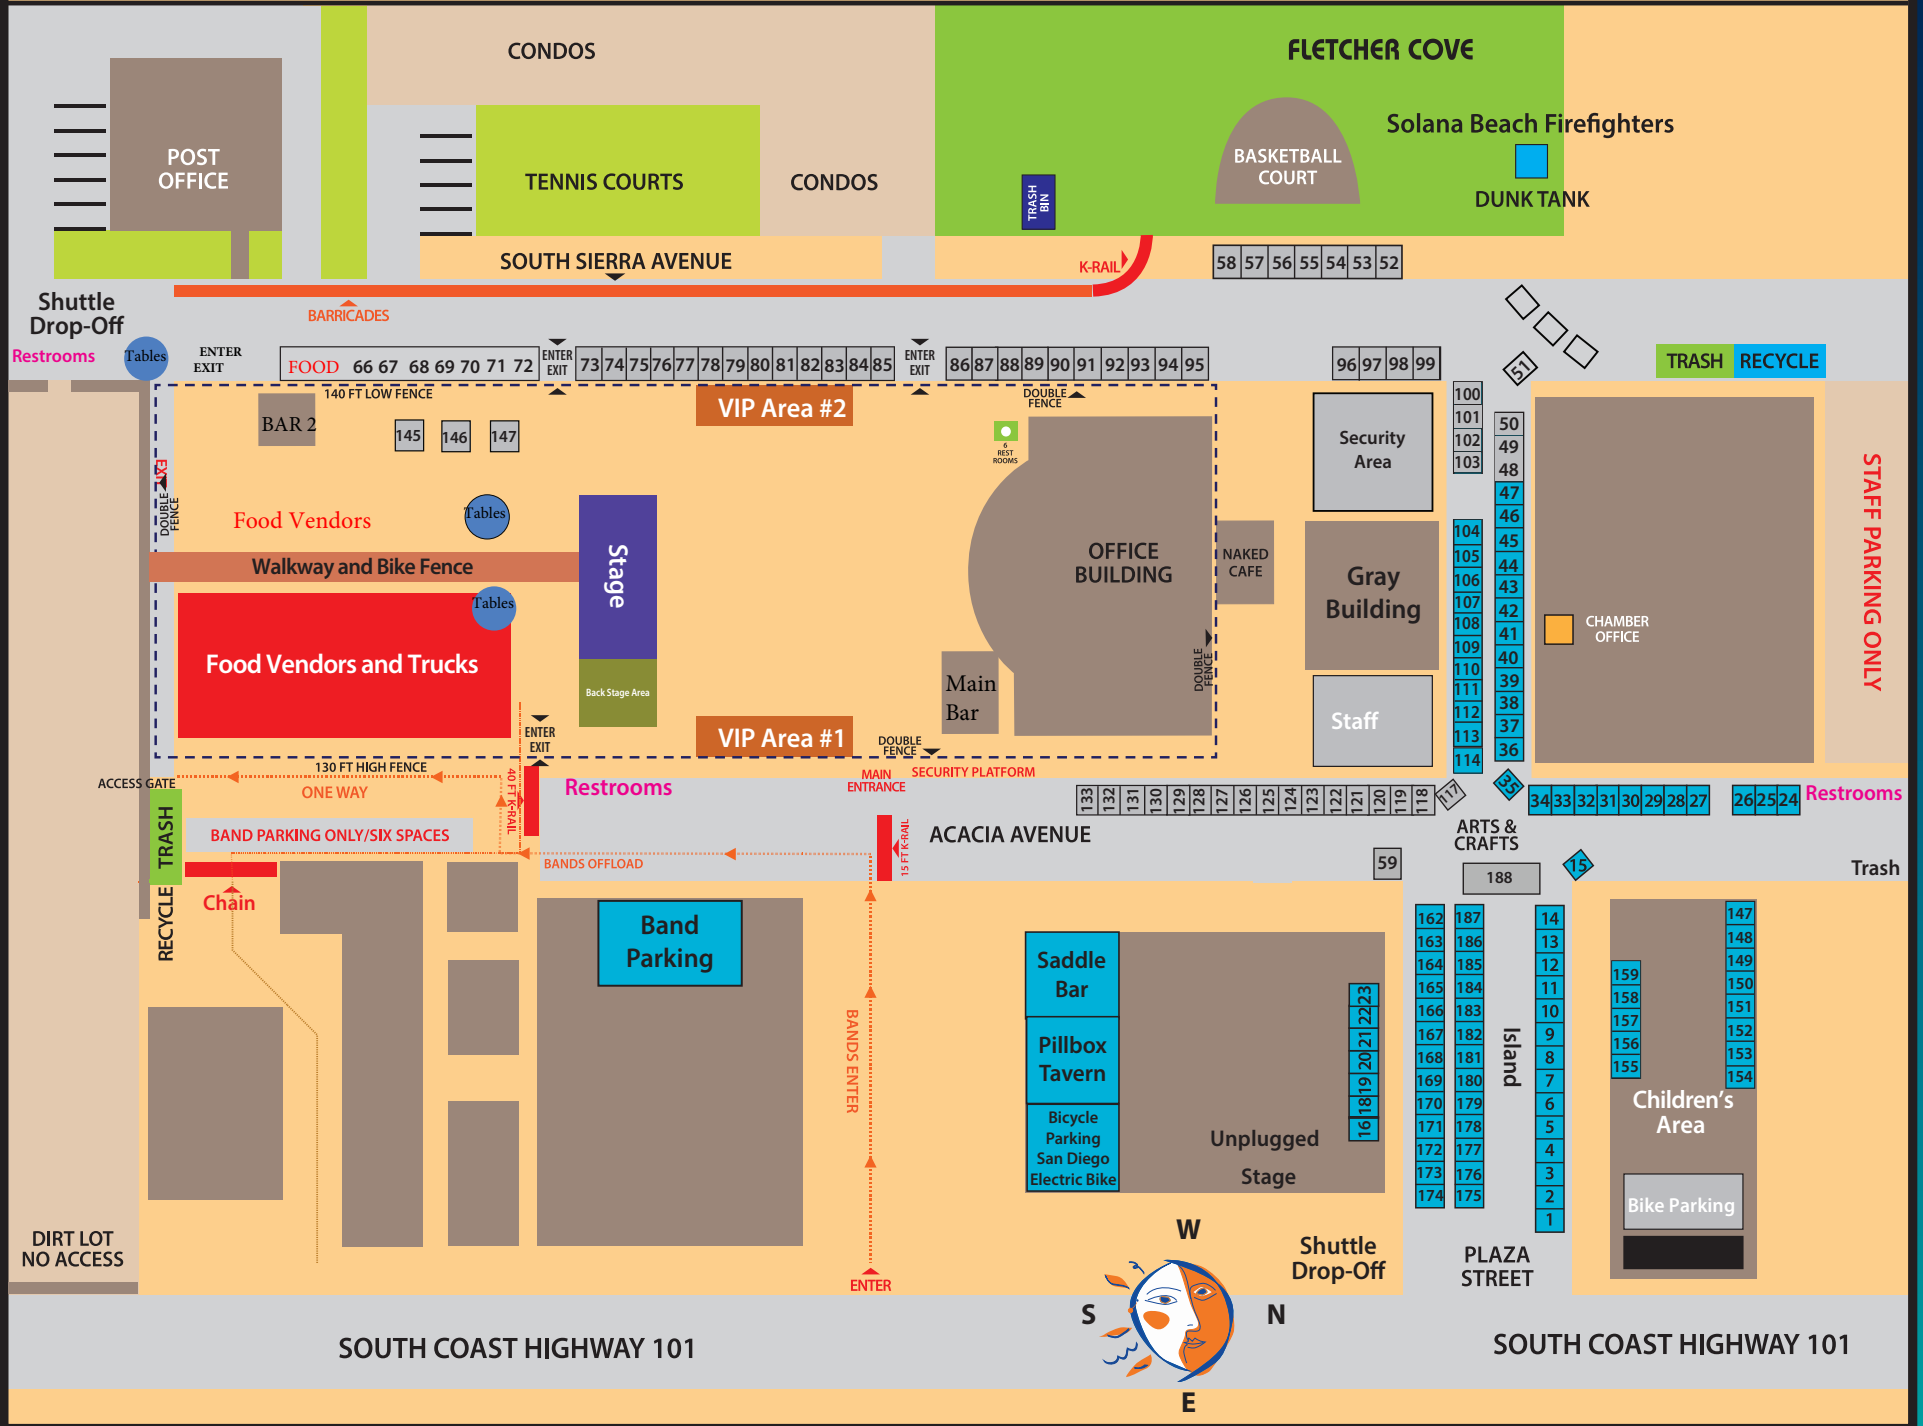 CONDOS
FLETCHER COVE
Solana Beach Firefighters
POST
OFFICE
TENNIS COURTS
CONDOS
BASKETBALL
COURT
TRASH
BIN
DUNK TANK
SOUTH SIERRA AVENUE
K-RAIL
58 57 56 55 54 53 52
Shuttle
Drop-Off
BARRICADES
Restrooms
Tables
ENTER
EXIT
FOOD 66 67 68 69 70 71 72
ENTER
EXIT
73 74 75 76 77 78 79 80 81 82 83 84 85
ENTER
EXIT
86 87 88 89 90 91 92 93 94 95
96 97 98 99
51
TRASH RECYCLE
140 FT LOW FENCE
VIP Area #2
DOUBLE
FENCE
BAR 2
145 146 147
6
REST
ROOMS
Security
Area
100
101
102
103
50
49
48
47
46
45
44
43
42
41
40
39
38
37
36
EXIT
DOUBLE
FENCE
Food Vendors
Tables
Stage
Walkway and Bike Fence
OFFICE
BUILDING
NAKED
CAFE
Gray
Building
104
105
106
107
108
109
110
111
112
113
114
CHAMBER
OFFICE
STAFF PARKING ONLY
Tables
Food Vendors and Trucks
Back Stage Area
Main
Bar
DOUBLE
FENCE
Staff
ENTER
EXIT
VIP Area #1
DOUBLE
FENCE
130 FT HIGH FENCE
ACCESS GATE
ONE WAY
40 FT K-RAIL
Restrooms
MAIN
ENTRANCE
SECURITY PLATFORM
133 132 131 130 129 128 127 126 125 124 123 122 121 120 119 118
117
35
34 33 32 31 30 29 28 27
26 25 24
Restrooms
TRASH
RECYCLE
BAND PARKING ONLY/SIX SPACES
BANDS OFFLOAD
15 FT K-RAIL
ACACIA AVENUE
ARTS &
CRAFTS
59
188
15
Trash
Chain
Band
Parking
BANDS ENTER
ENTER
Saddle
Bar
Pillbox
Tavern
Bicycle
Parking
San Diego
Electric Bike
23
22
21
20
19
18
16
Unplugged
Stage
162 187
163 186
164 185
165 184
166 183
167 182
168 181
169 180
170 179
171 178
172 177
173 176
174 175
Island
14
13
12
11
10
9
8
7
6
5
4
3
2
1
159
158
157
156
155
147
148
149
150
151
152
153
154
Children's
Area
Bike Parking
DIRT LOT
NO ACCESS
W
S
N
E
Shuttle
Drop-Off
PLAZA
STREET
SOUTH COAST HIGHWAY 101
SOUTH COAST HIGHWAY 101